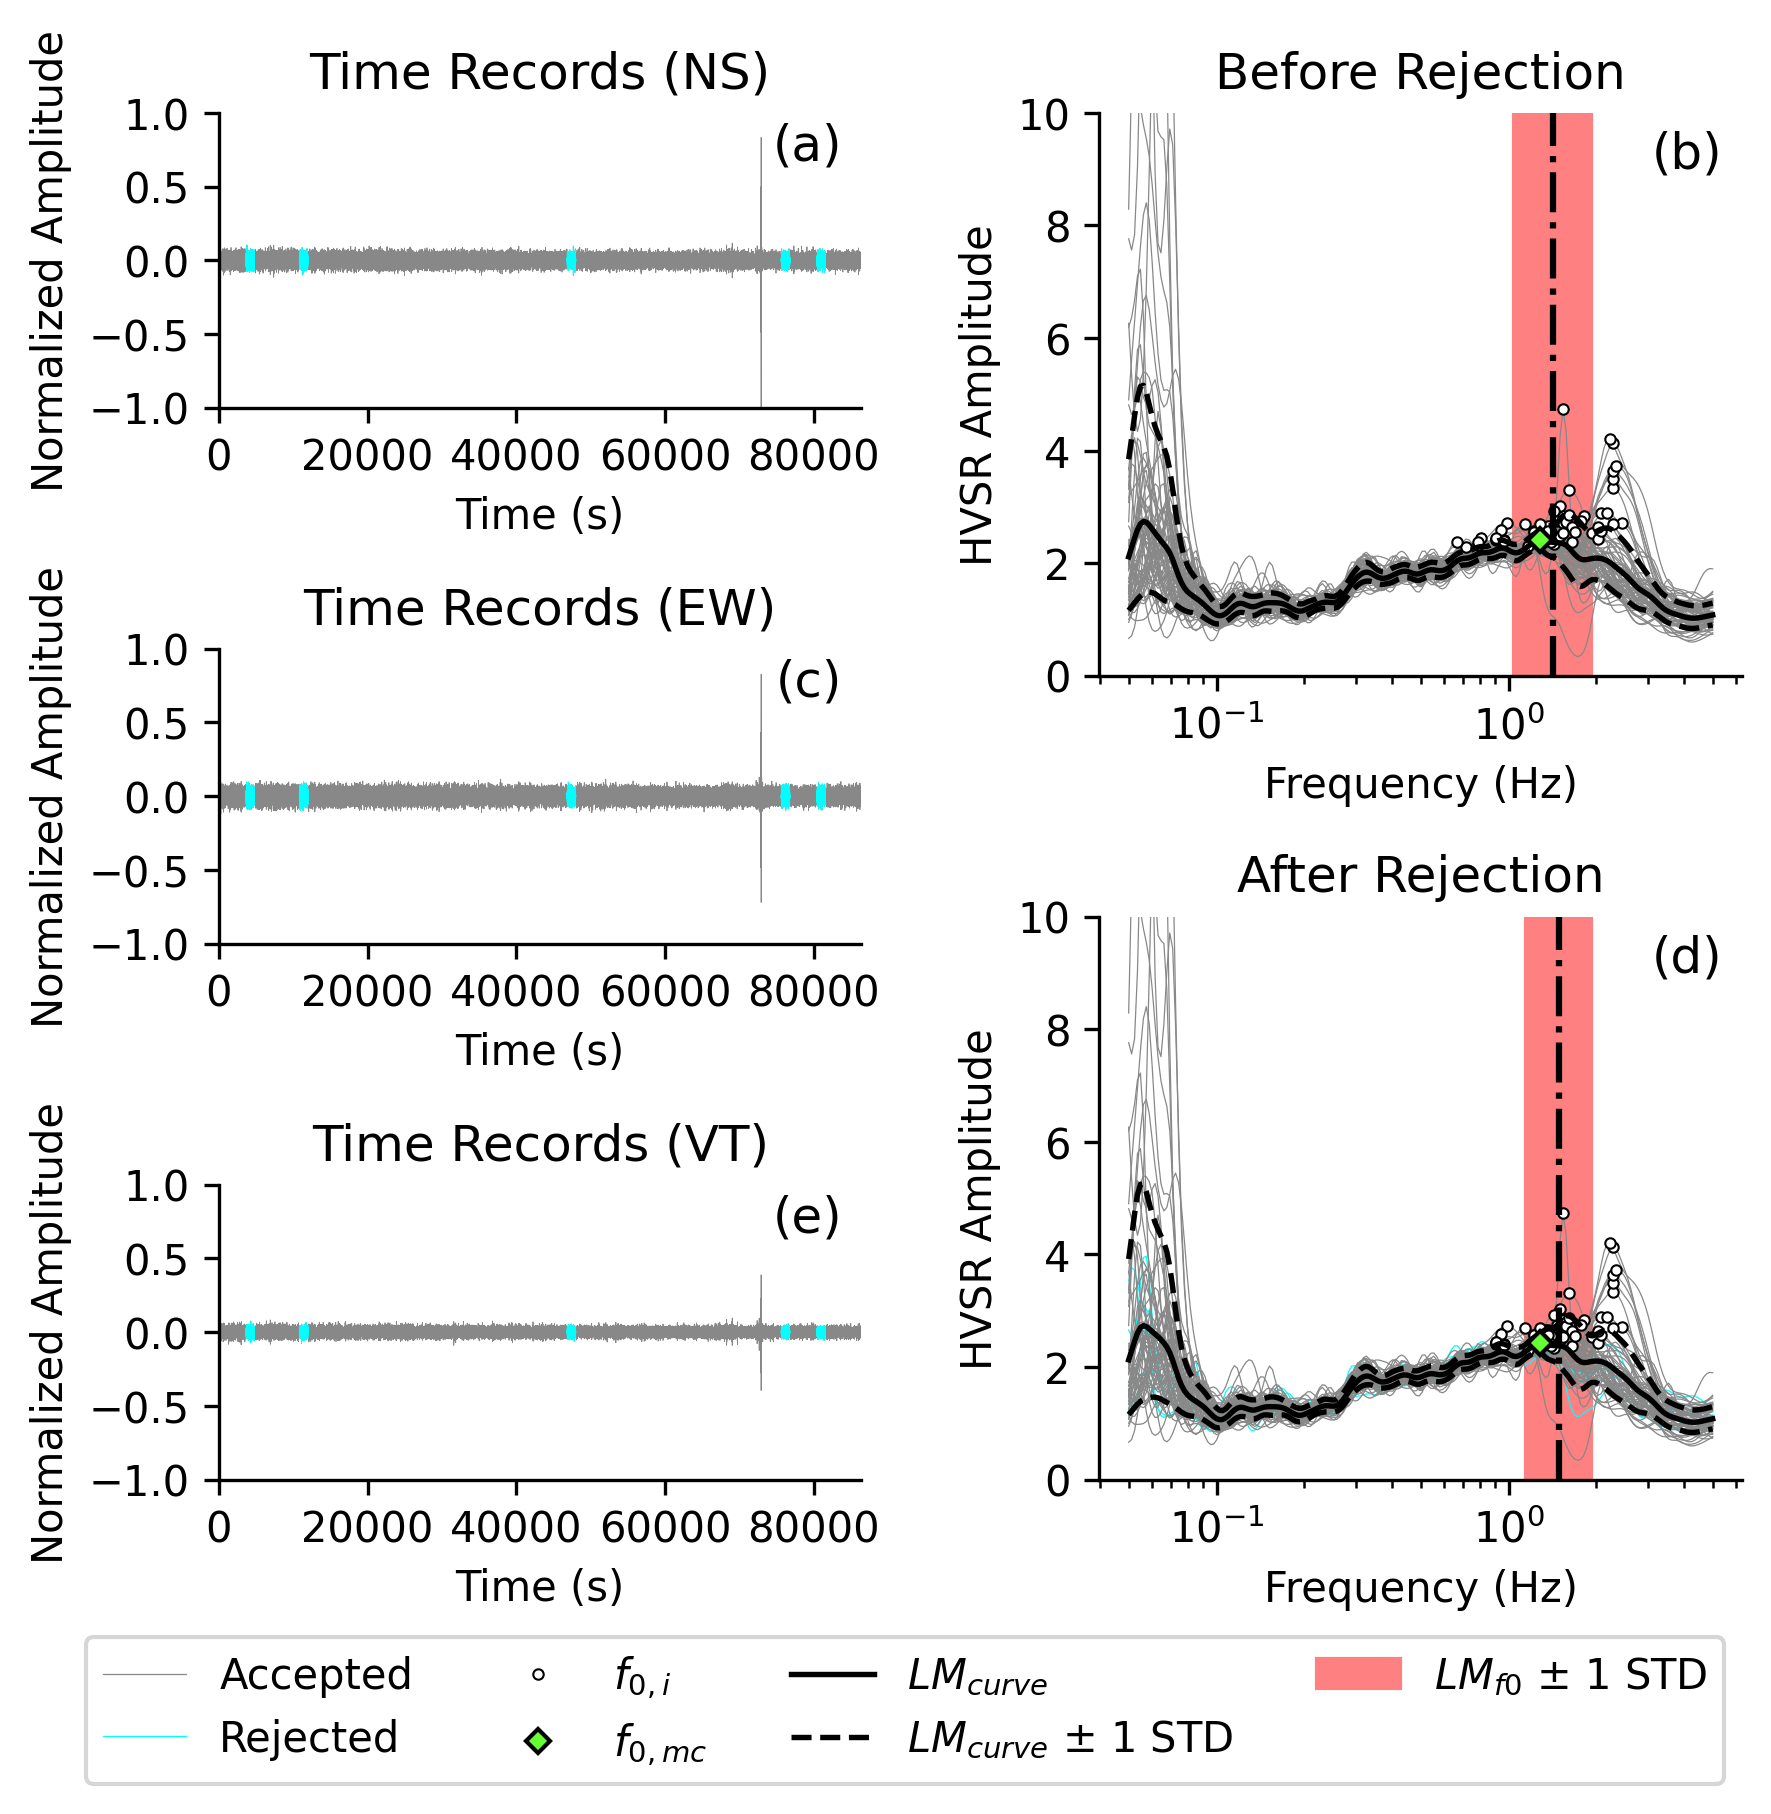 Time Records (NS)
Normalized Amplitude
1.0
0.5
0.0
−0.5
−1.0
(a)
0 20000 40000 60000 80000
Time (s)
Before Rejection
HVSR Amplitude
10
8
6
4
2
0
(b)
10⁻¹ 10⁰
Frequency (Hz)
Time Records (EW)
Normalized Amplitude
1.0
0.5
0.0
−0.5
−1.0
(c)
0 20000 40000 60000 80000
Time (s)
After Rejection
HVSR Amplitude
10
8
6
4
2
0
(d)
10⁻¹ 10⁰
Frequency (Hz)
Time Records (VT)
Normalized Amplitude
1.0
0.5
0.0
−0.5
−1.0
(e)
0 20000 40000 60000 80000
Time (s)
Accepted
Rejected
f0,i
f0,mc
LMcurve
LMcurve ± 1 STD
LMf0 ± 1 STD